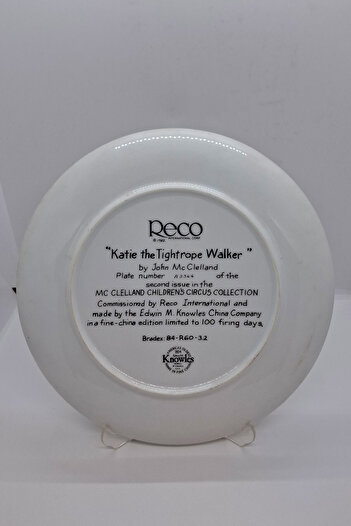 Reco
INTERNATIONAL CORP.
"Katie the Tightrope Walker"
by John McClelland
Plate number of the
second issue in the
MC CLELLAND CHILDREN'S CIRCUS COLLECTION
Commissioned by Reco International and
made by the Edwin M. Knowles China Company
in a fine-china edition limited to 100 firing days.
Bradex: 84-R60-3.2
Knowles